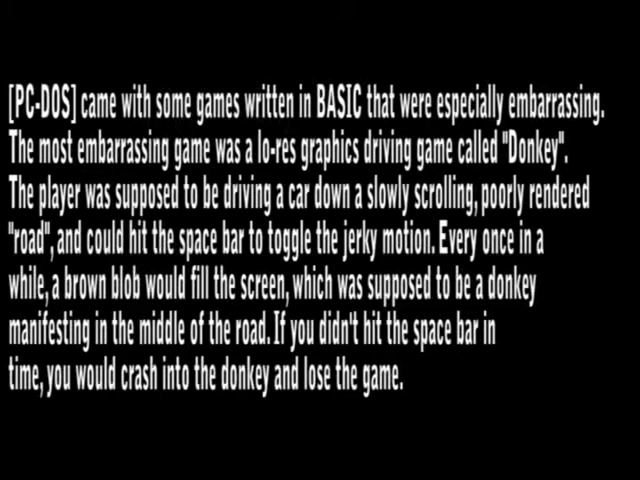 [PC-DOS] came with some games written in BASIC that were especially embarrassing.
The most embarrassing game was a lo-res graphics driving game called "Donkey".
The player was supposed to be driving a car down a slowly scrolling, poorly rendered
"road", and could hit the space bar to toggle the jerky motion. Every once in a
while, a brown blob would fill the screen, which was supposed to be a donkey
manifesting in the middle of the road. If you didn't hit the space bar in
time, you would crash into the donkey and lose the game.